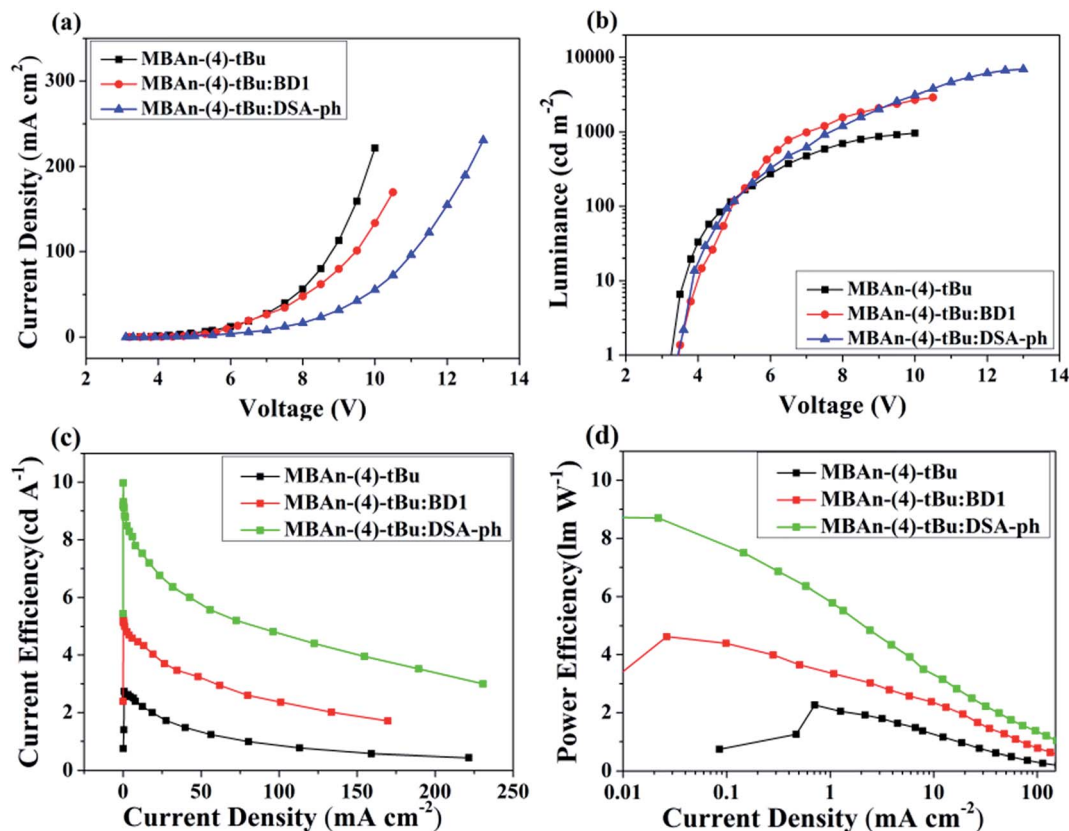 (a)
MBAn-(4)-tBu
MBAn-(4)-tBu:BD1
MBAn-(4)-tBu:DSA-ph
Current Density (mA cm²)
300
200
100
0
2 4 6 8 10 12 14
Voltage (V)
(b)
10000
1000
100
10
1
Luminance (cd m⁻²)
MBAn-(4)-tBu
MBAn-(4)-tBu:BD1
MBAn-(4)-tBu:DSA-ph
2 4 6 8 10 12 14
Voltage (V)
(c)
MBAn-(4)-tBu
MBAn-(4)-tBu:BD1
MBAn-(4)-tBu:DSA-ph
Current Efficiency(cd A⁻¹)
10
8
6
4
2
0
0 50 100 150 200 250
Current Density (mA cm⁻²)
(d)
MBAn-(4)-tBu
MBAn-(4)-tBu:BD1
MBAn-(4)-tBu:DSA-ph
Power Efficiency(lm W⁻¹)
10
8
6
4
2
0
0.01 0.1 1 10 100
Current Density (mA cm⁻²)